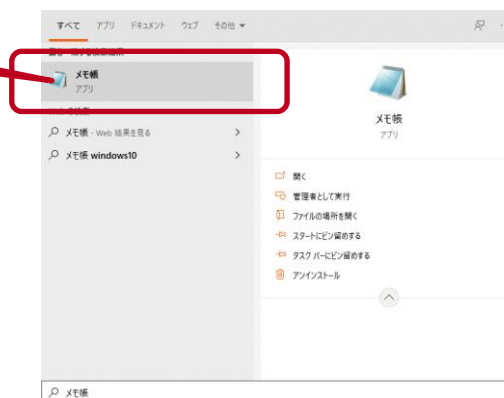 すべて アプリ ドキュメント ウェブ その他
メモ帳
アプリ
メモ帳 - Web 結果を見る
メモ帳 windows10
メモ帳
アプリ
開く
管理者として実行
ファイルの場所を開く
スタートにピン留めする
タスク バーにピン留めする
アンインストール
メモ帳